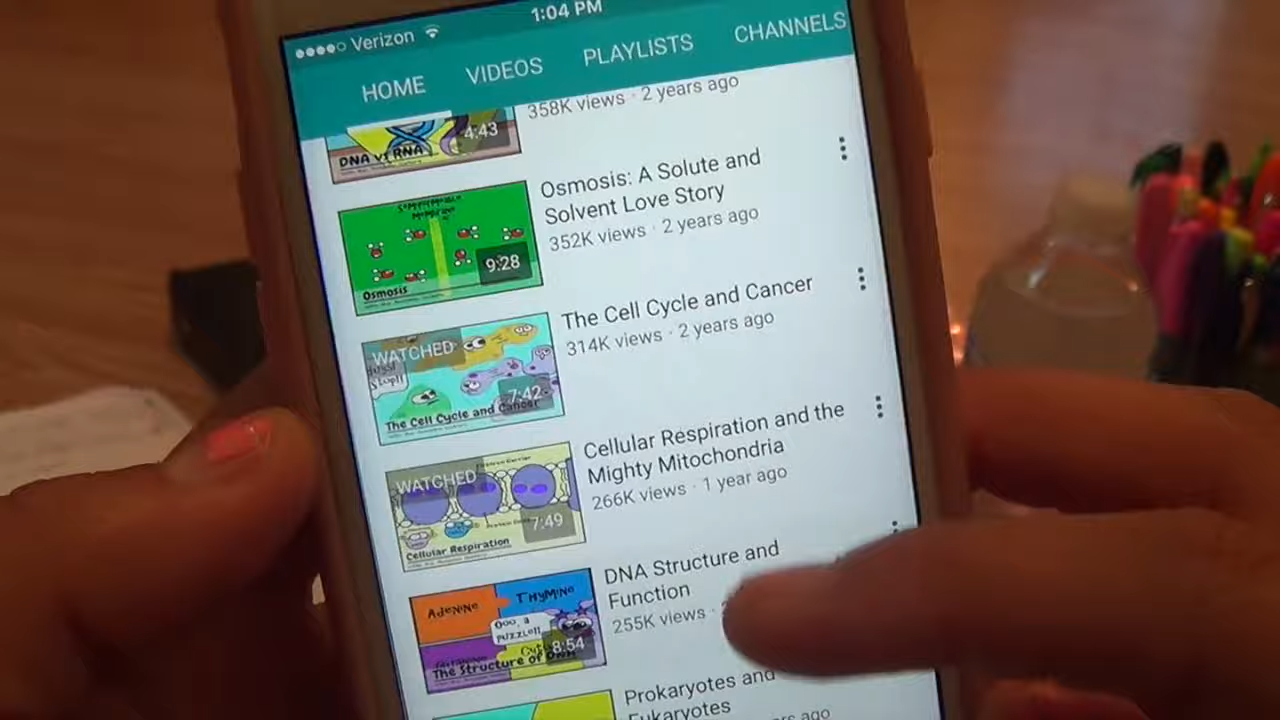 1:04 PM
Verizon
HOME VIDEOS PLAYLISTS CHANNELS
358K views · 2 years ago
4:43
DNA vs RNA
Osmosis: A Solute and
Solvent Love Story
352K views · 2 years ago
9:28
Osmosis
The Cell Cycle and Cancer
314K views · 2 years ago
WATCHED
7:42
The Cell Cycle and Cancer
Cellular Respiration and the
Mighty Mitochondria
266K views · 1 year ago
WATCHED
7:49
Cellular Respiration
DNA Structure and
Function
255K views ·
Adenine Thymine
Ooo, a
puzzle!!
8:54
The Structure of DNA
Prokaryotes and
Eukaryotes
ago